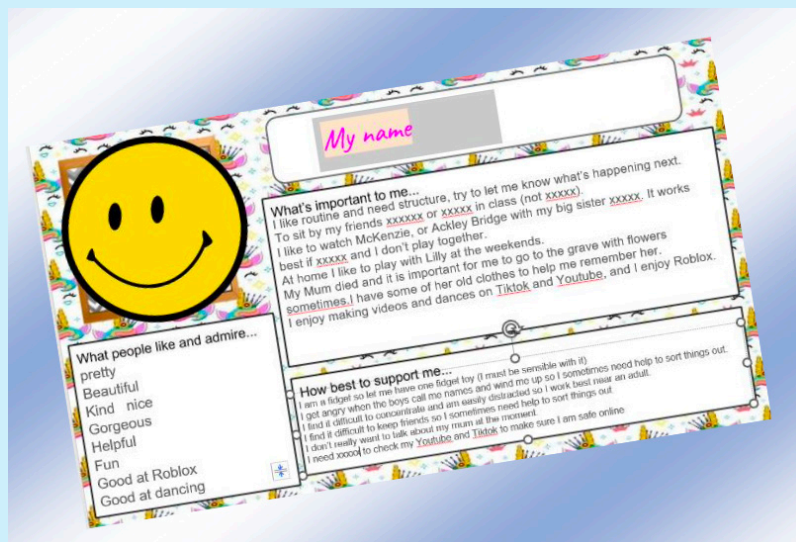 My name
What's important to me...
I like routine and need structure, try to let me know what's happening next.
To sit by my friends xxxxxx or xxxxx in class (not xxxxx).
I like to watch McKenzie, or Ackley Bridge with my big sister xxxxx. It works
best if xxxxx and I don't play together.
At home I like to play with Lilly at the weekends.
My Mum died and it is important for me to go to the grave with flowers
sometimes.I have some of her old clothes to help me remember her.
I enjoy making videos and dances on Tiktok and Youtube, and I enjoy Roblox.
What people like and admire...
pretty
Beautiful
Kind nice
Gorgeous
Helpful
Fun
Good at Roblox
Good at dancing
How best to support me...
I am a fidget so let me have one fidget toy (I must be sensible with it)
I get angry when the boys call me names and wind me up so I sometimes need help to sort things out.
I find it difficult to concentrate and am easily distracted so I work best near an adult.
I find it difficult to keep friends so I sometimes need help to sort things out.
I don't really want to talk about my mum at the moment.
I need xxxxx to check my Youtube and Tiktok to make sure I am safe online